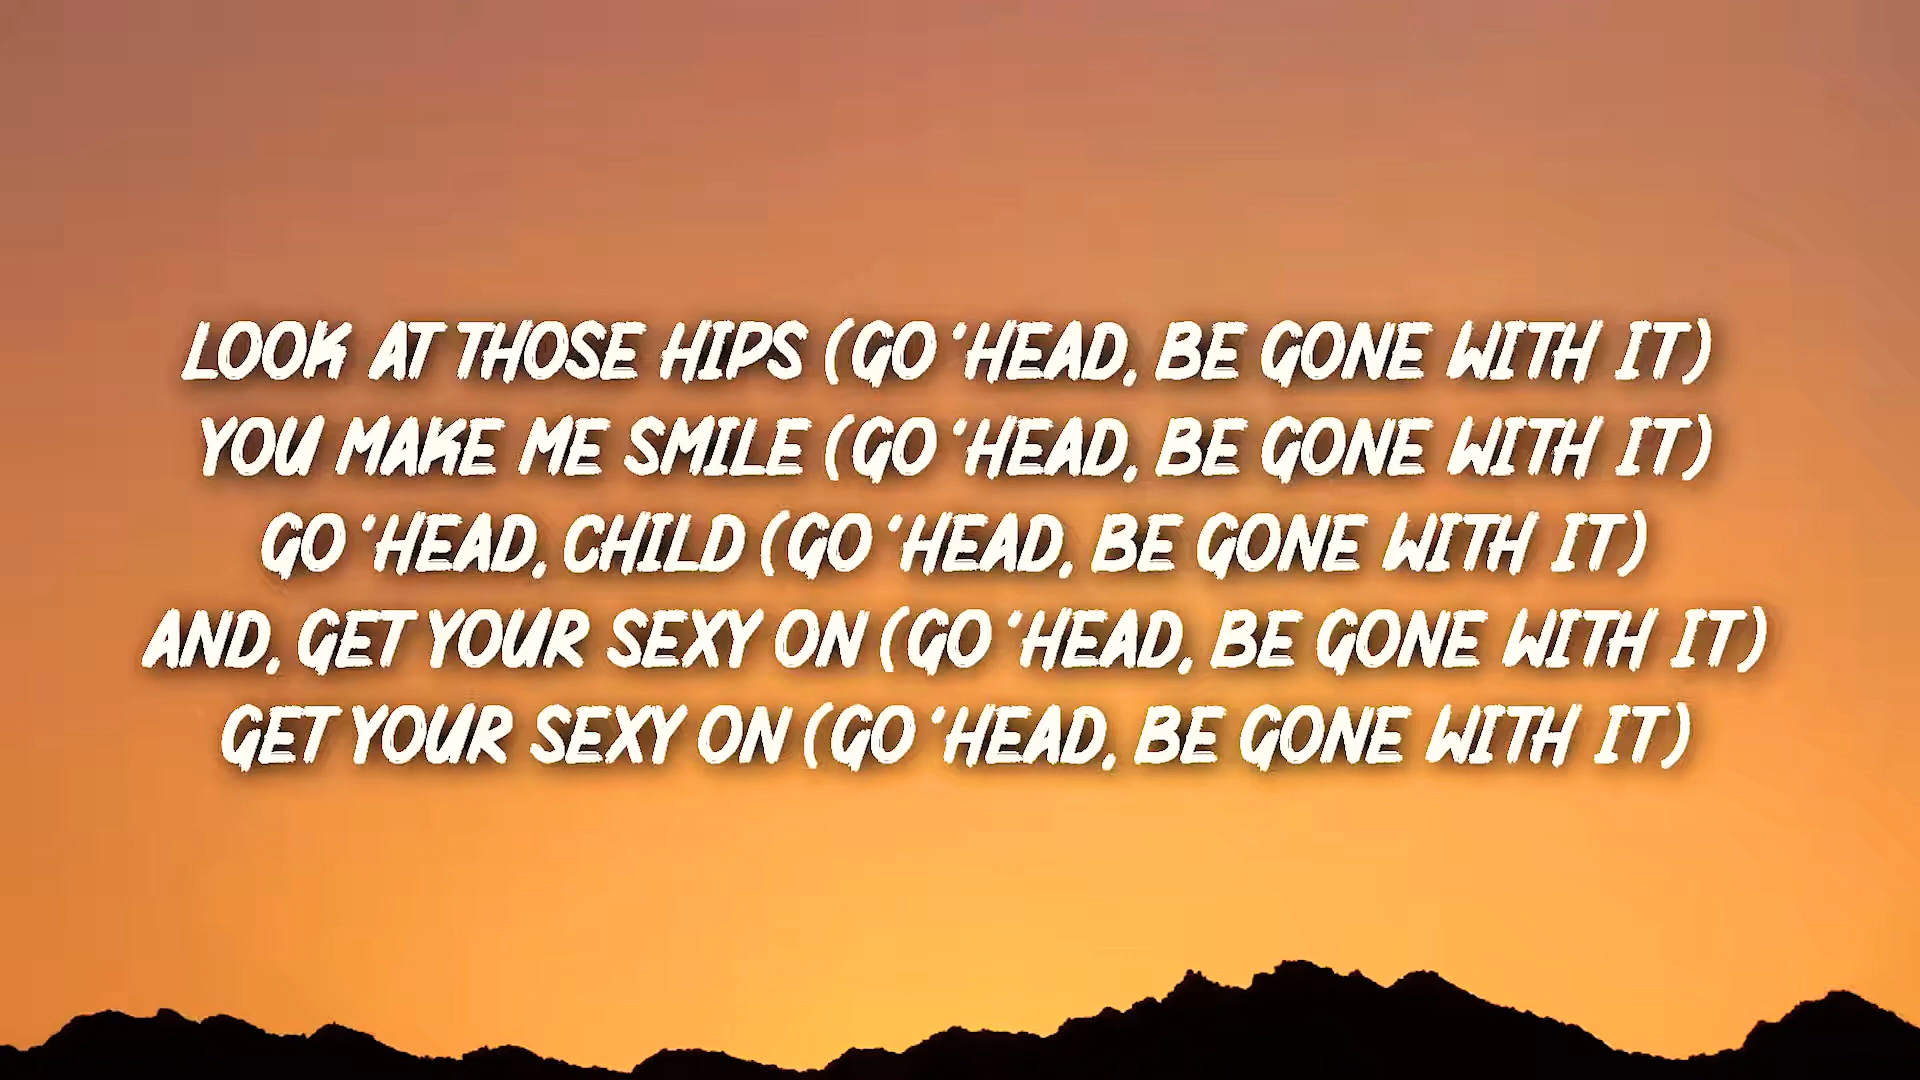 LOOK AT THOSE HIPS (GO 'HEAD, BE GONE WITH IT)
YOU MAKE ME SMILE (GO 'HEAD, BE GONE WITH IT)
GO 'HEAD, CHILD (GO 'HEAD, BE GONE WITH IT)
AND, GET YOUR SEXY ON (GO 'HEAD, BE GONE WITH IT)
GET YOUR SEXY ON (GO 'HEAD, BE GONE WITH IT)